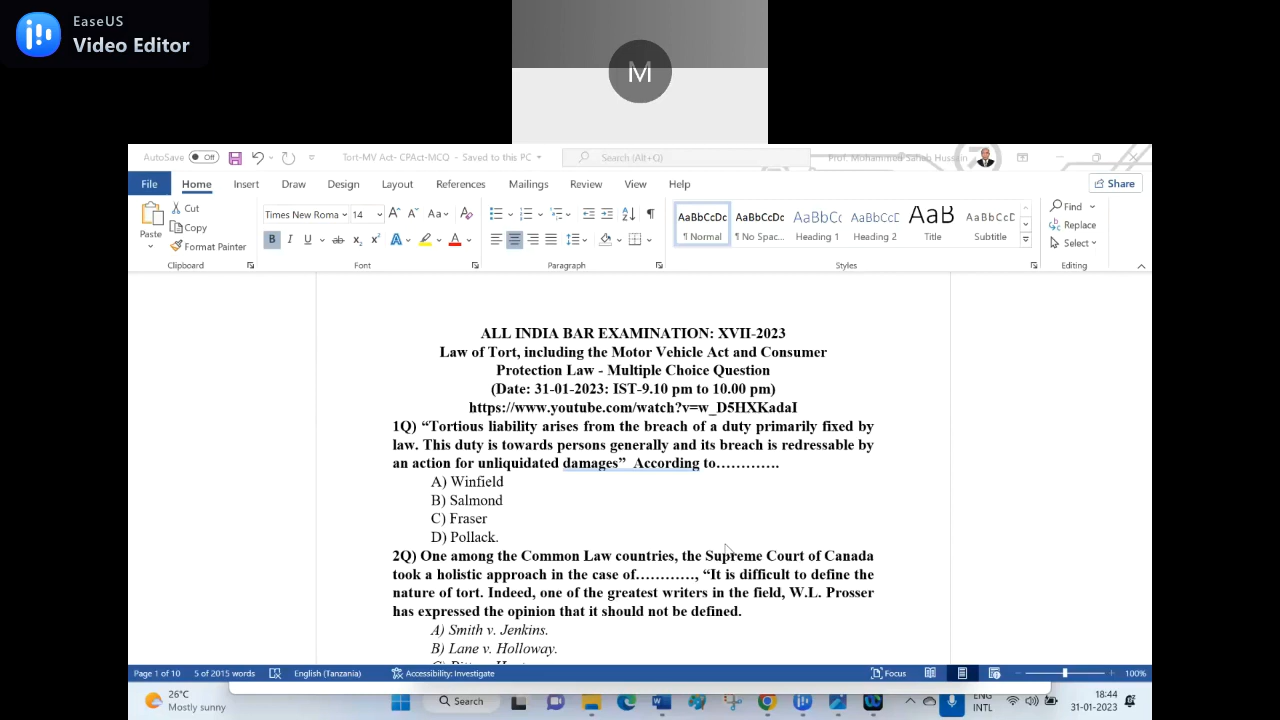 EaseUS
Video Editor
M
AutoSave Off Tort-MV Act- CPAct-MCQ - Saved to this PC Search (Alt+Q) Prof. Mohammed Sahab Hussain
File Home Insert Draw Design Layout References Mailings Review View Help Share
Paste Cut Copy Format Painter
Times New Roma 14
AaBbCcDc AaBbCcDc AaBbC( AaBbCcC AaB AaBbCcD
¶ Normal ¶ No Spac... Heading 1 Heading 2 Title Subtitle
Find Replace Select
Clipboard Font Paragraph Styles Editing
ALL INDIA BAR EXAMINATION: XVII-2023
Law of Tort, including the Motor Vehicle Act and Consumer
Protection Law - Multiple Choice Question
(Date: 31-01-2023: IST-9.10 pm to 10.00 pm)
https://www.youtube.com/watch?v=w_D5HXKadaI
1Q) “Tortious liability arises from the breach of a duty primarily fixed by
law. This duty is towards persons generally and its breach is redressable by
an action for unliquidated damages” According to………….
A) Winfield
B) Salmond
C) Fraser
D) Pollack.
2Q) One among the Common Law countries, the Supreme Court of Canada
took a holistic approach in the case of…………, “It is difficult to define the
nature of tort. Indeed, one of the greatest writers in the field, W.L. Prosser
has expressed the opinion that it should not be defined.
A) Smith v. Jenkins.
B) Lane v. Holloway.
Page 1 of 10 5 of 2015 words English (Tanzania) Accessibility: Investigate Focus 100%
26°C
Mostly sunny
Search
ENG
INTL
18:44
31-01-2023